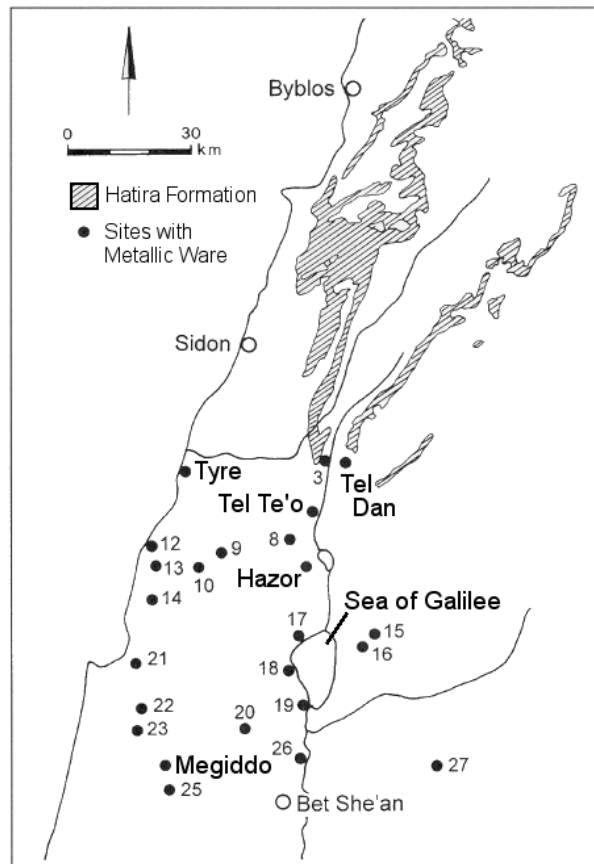 Byblos
0 30
km
Hatira Formation
Sites with
Metallic Ware
Sidon
Tyre
3
Tel
Dan
Tel Te'o
12
9
8
13
10
Hazor
14
Sea of Galilee
17
15
16
21
18
22
19
20
23
26
Megiddo
27
25
Bet She'an